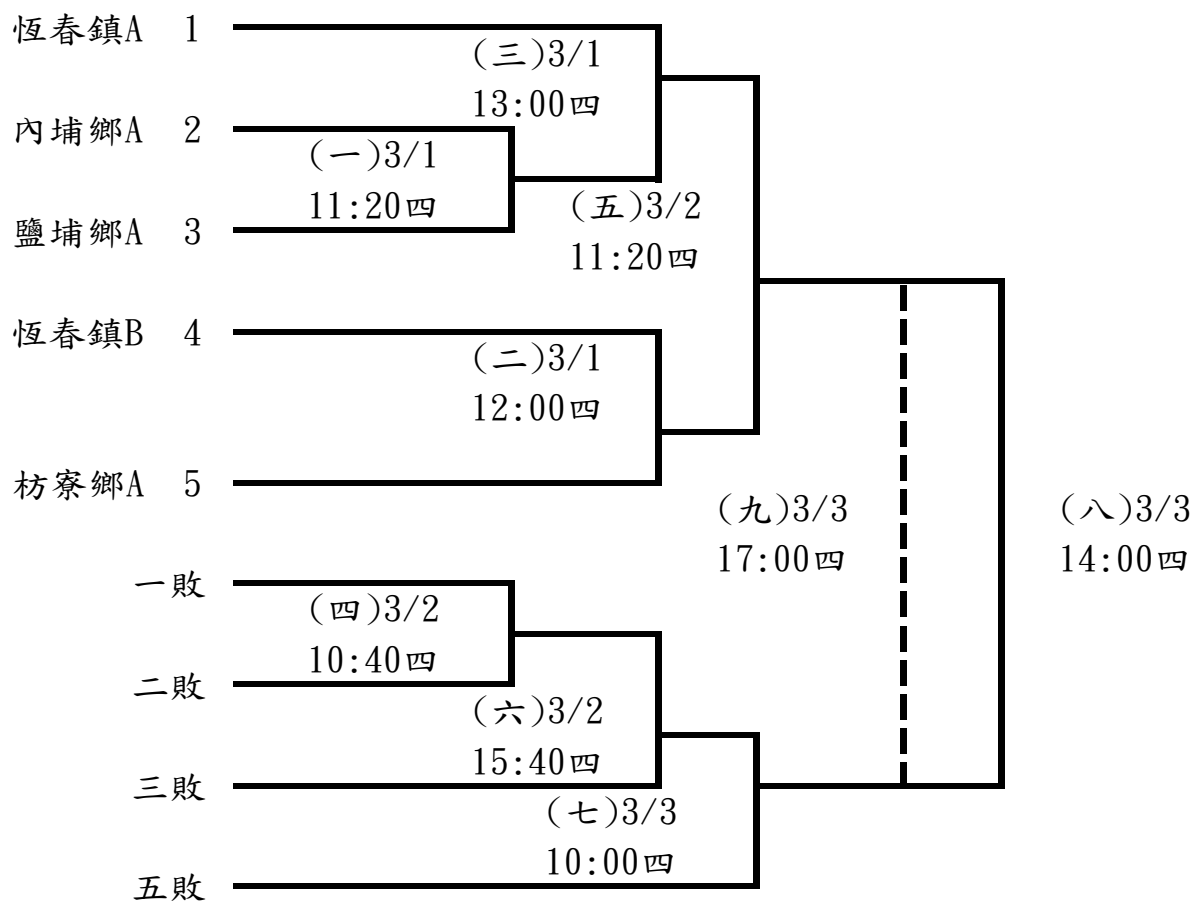 恆春鎮A 1
(三)3/1
13:00四
內埔鄉A 2
(一)3/1
11:20四
鹽埔鄉A 3
(五)3/2
11:20四
恆春鎮B 4
(二)3/1
12:00四
枋寮鄉A 5
(九)3/3
17:00四
(八)3/3
14:00四
一敗
(四)3/2
10:40四
二敗
(六)3/2
15:40四
三敗
(七)3/3
10:00四
五敗